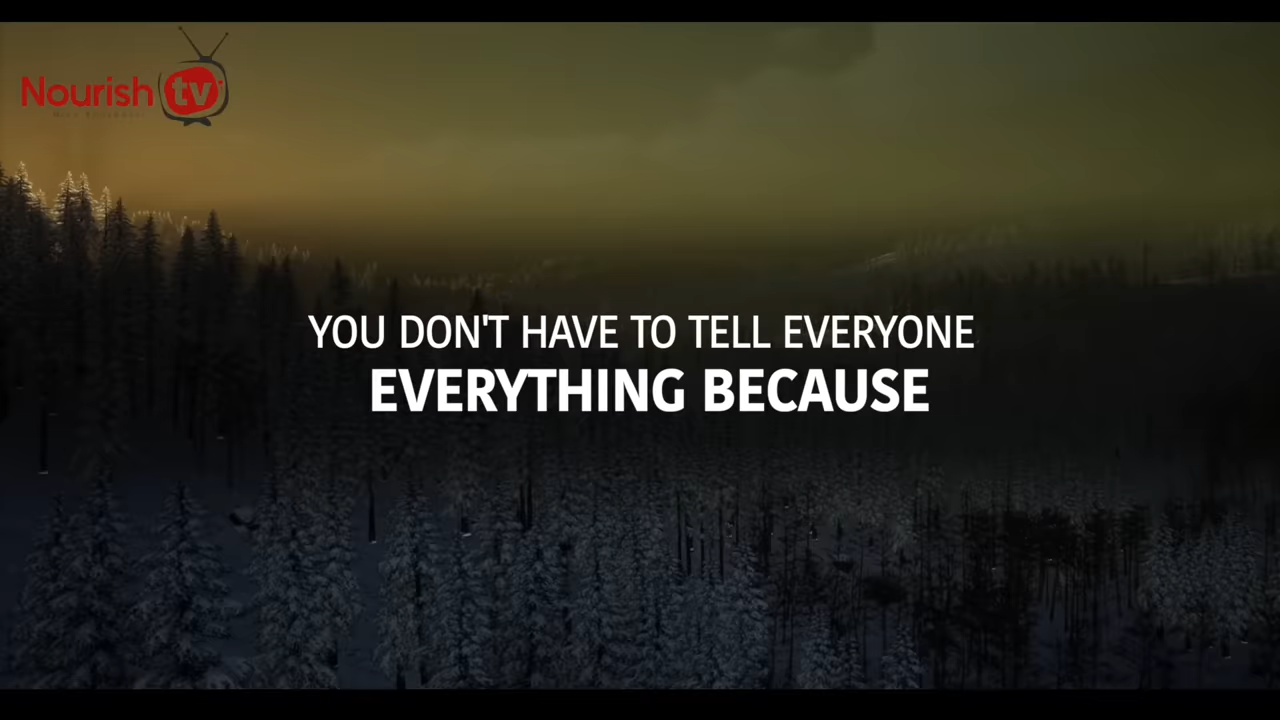 Nourish tv
YOU DON'T HAVE TO TELL EVERYONE
EVERYTHING BECAUSE